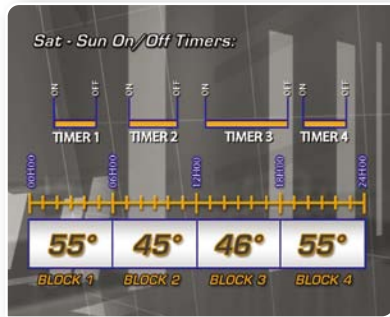 Sat - Sun On/Off Timers:
ON OFF ON OFF ON OFF ON OFF
TIMER 1 TIMER 2 TIMER 3 TIMER 4
00H00 06H00 12H00 18H00 24H00
55° 45° 46° 55°
BLOCK 1 BLOCK 2 BLOCK 3 BLOCK 4